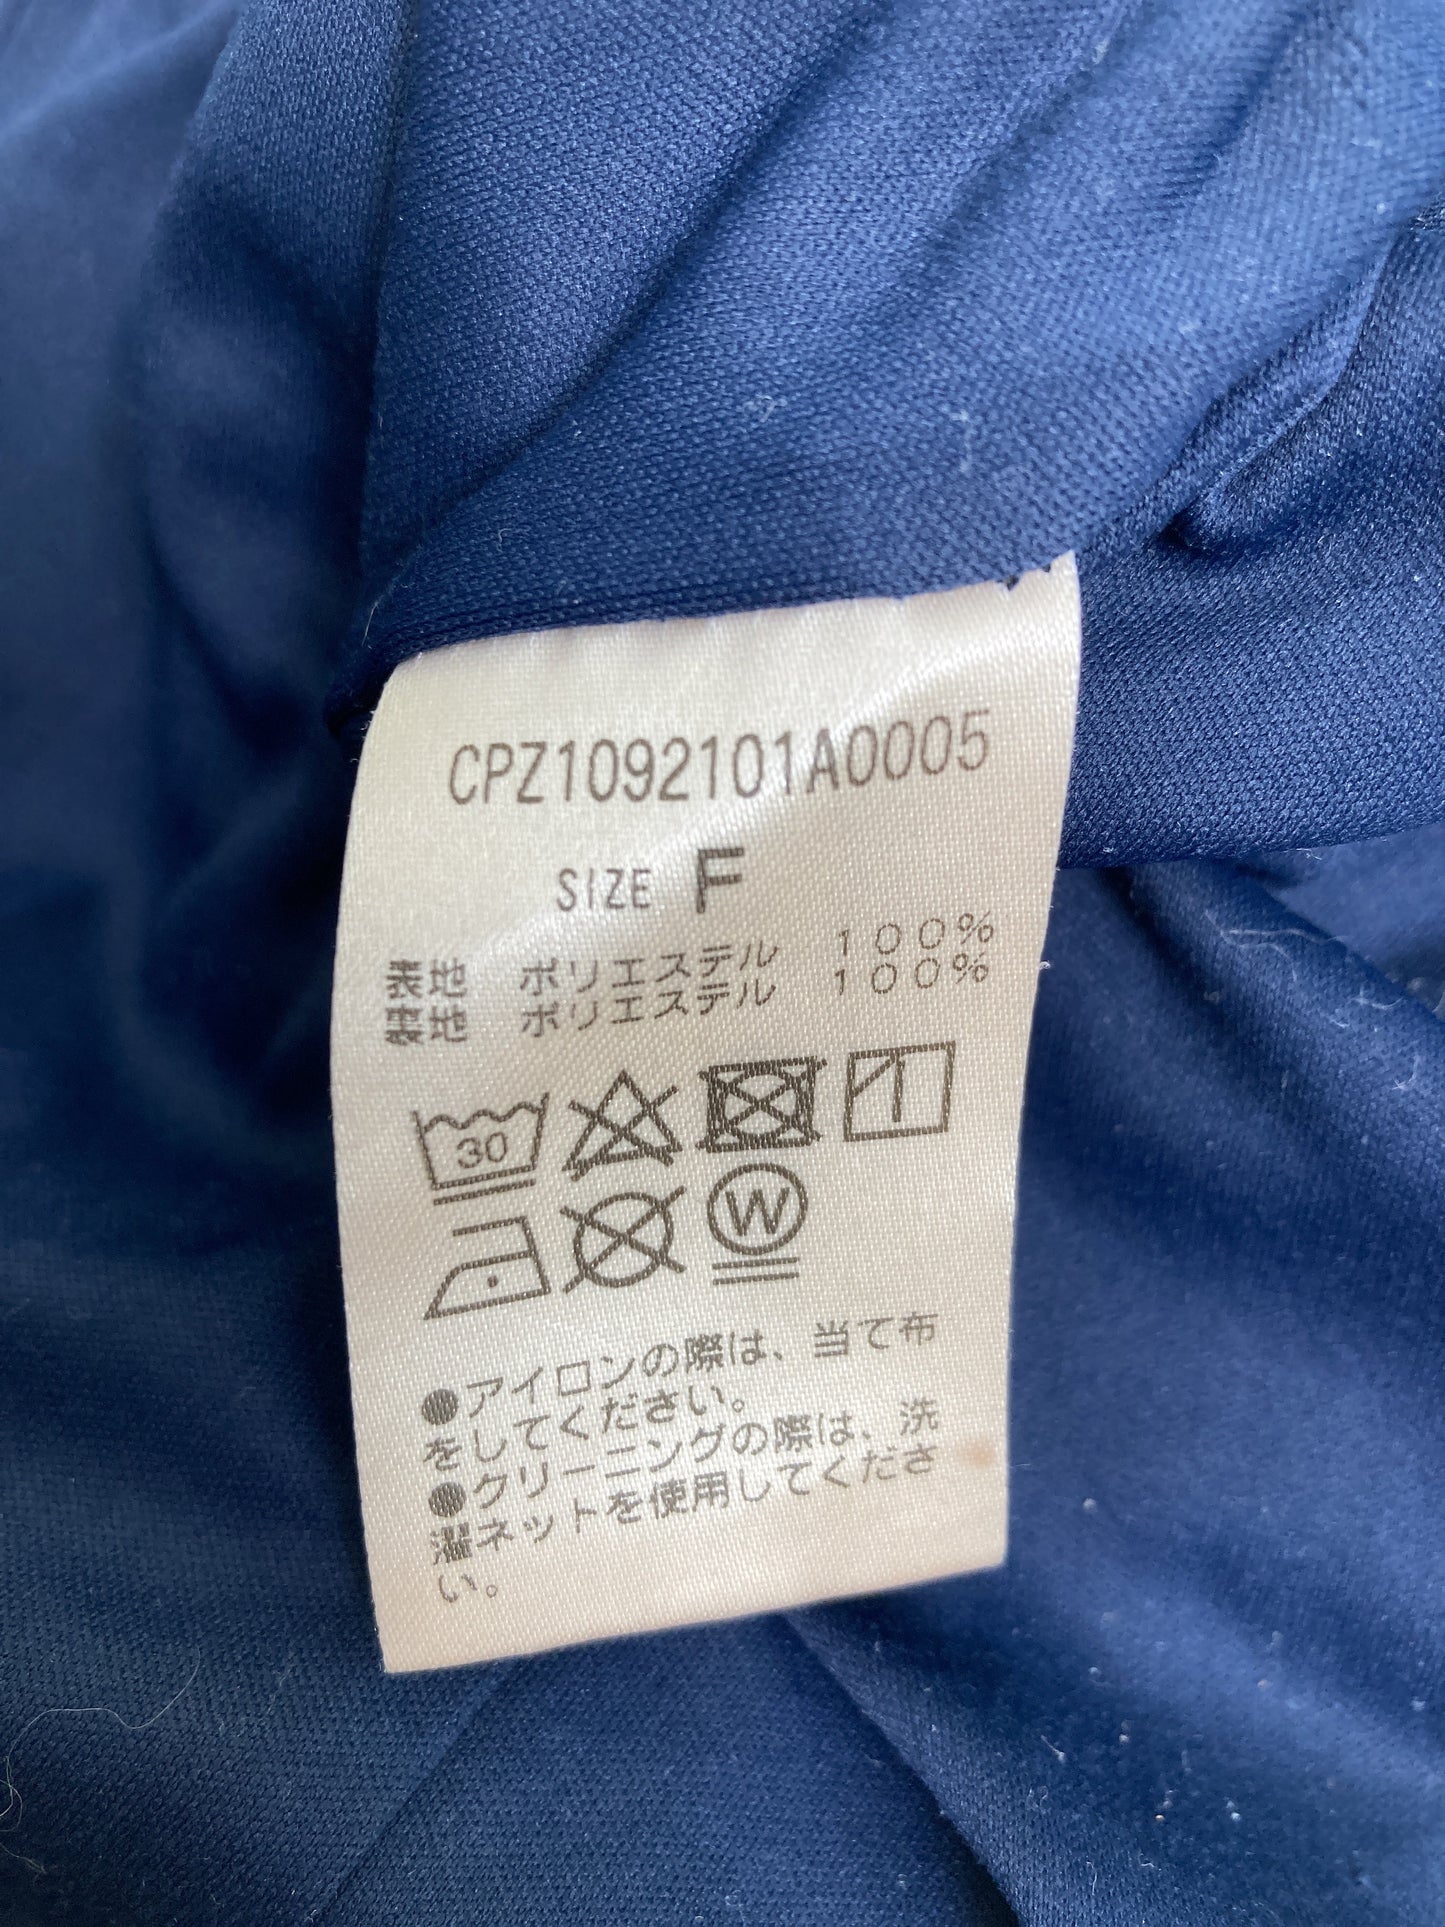 CPZ1092101A0005
SIZE F
表地 ポリエステル 100%
裏地 ポリエステル 100%
30
W
●アイロンの際は、当て布
をしてください。
●クリーニングの際は、洗
濯ネットを使用してくださ
い。